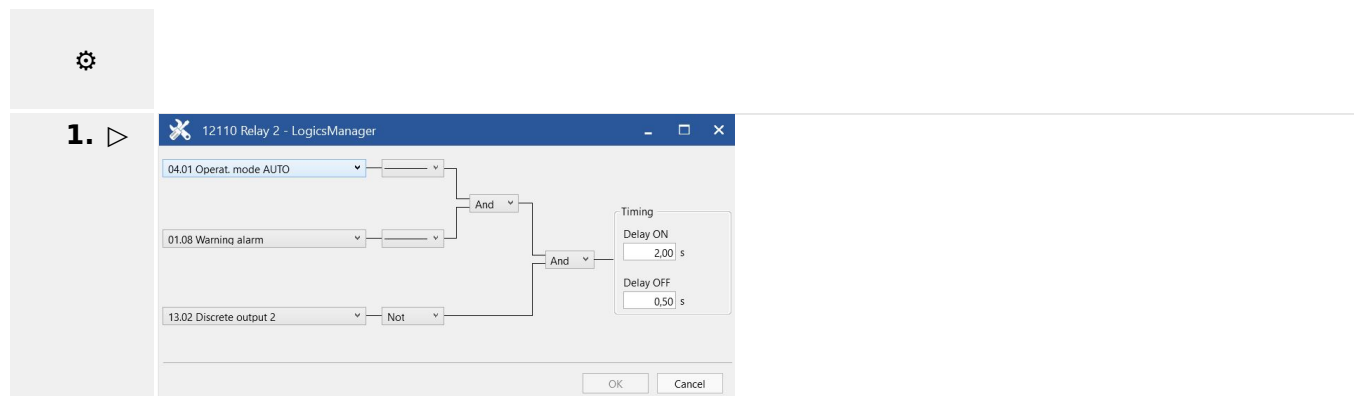 1.
12110 Relay 2 - LogicsManager
04.01 Operat. mode AUTO
And
Timing
Delay ON
01.08 Warning alarm
2,00 s
And
Delay OFF
0,50 s
13.02 Discrete output 2 Not
OK Cancel